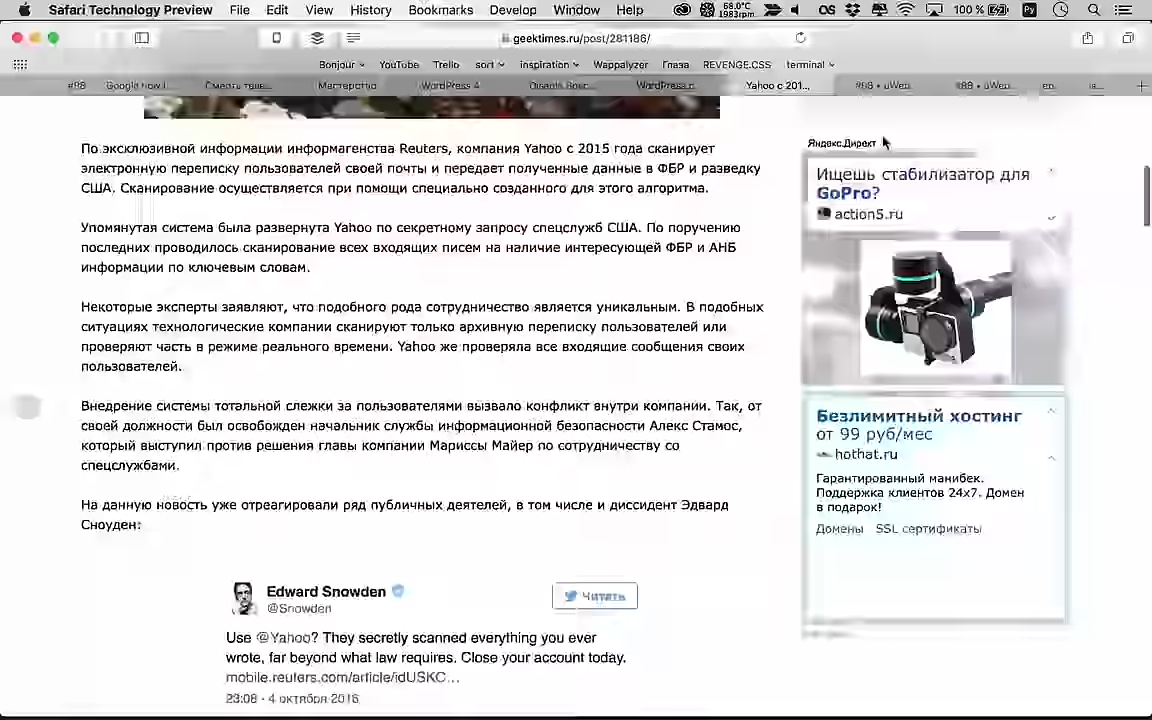 Safari Technology Preview File Edit View History Bookmarks Develop Window Help 68.0°C 1983rpm 100 %
geektimes.ru/post/281186/
Bonjour YouTube Trello sort inspiration Wappalyzer Глаза REVENGE.CSS terminal
#98 Мастерство WordPress 4 Yahoo с 201... #98 • uWeb...
По эксклюзивной информации информагенства Reuters, компания Yahoo с 2015 года сканирует
электронную переписку пользователей своей почты и передает полученные данные в ФБР и разведку
США. Сканирование осуществляется при помощи специально созданного для этого алгоритма.
Упомянутая система была развернута Yahoo по секретному запросу спецслужб США. По поручению
последних проводилось сканирование всех входящих писем на наличие интересующей ФБР и АНБ
информации по ключевым словам.
Некоторые эксперты заявляют, что подобного рода сотрудничество является уникальным. В подобных
ситуациях технологические компании сканируют только архивную переписку пользователей или
проверяют часть в режиме реального времени. Yahoo же проверяла все входящие сообщения своих
пользователей.
Внедрение системы тотальной слежки за пользователями вызвало конфликт внутри компании. Так, от
своей должности был освобожден начальник службы информационной безопасности Алекс Стамос,
который выступил против решения главы компании Мариссы Майер по сотрудничеству со
спецслужбами.
На данную новость уже отреагировали ряд публичных деятелей, в том числе и диссидент Эдвард
Сноуден:
Edward Snowden
@Snowden
Читать
Use @Yahoo? They secretly scanned everything you ever
wrote, far beyond what law requires. Close your account today.
mobile.reuters.com/article/idUSKC...
23:08 - 4 октября 2016
Яндекс.Директ
Ищешь стабилизатор для
GoPro?
action5.ru
Безлимитный хостинг
от 99 руб/мес
hothat.ru
Гарантированный манибек.
Поддержка клиентов 24x7. Домен
в подарок!
Домены SSL сертификаты